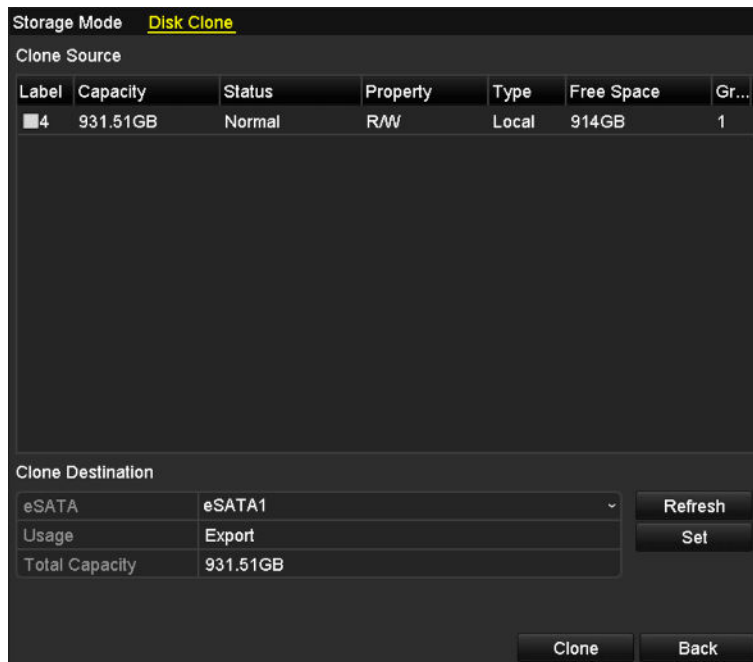 Storage Mode Disk Clone
Clone Source
Label Capacity Status Property Type Free Space Gr...
4 931.51GB Normal R/W Local 914GB 1
Clone Destination
eSATA eSATA1 Refresh
Usage Export Set
Total Capacity 931.51GB
Clone Back